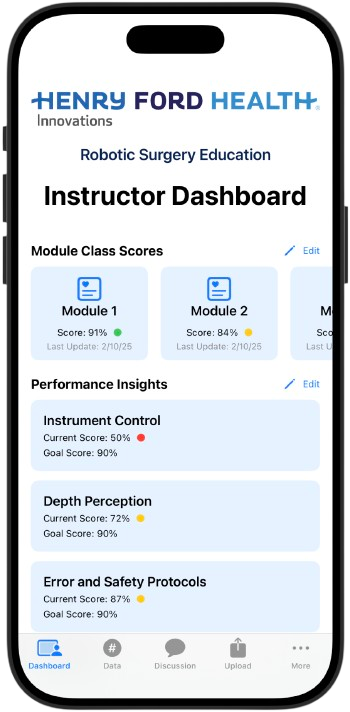 HENRY FORD HEALTH
Innovations
Robotic Surgery Education
Instructor Dashboard
Module Class Scores
Edit
Module 1
Score: 91%
Last Update: 2/10/25
Module 2
Score: 84%
Last Update: 2/10/25
M
Sco
Las
Performance Insights
Edit
Instrument Control
Current Score: 50%
Goal Score: 90%
Depth Perception
Current Score: 72%
Goal Score: 90%
Error and Safety Protocols
Current Score: 87%
Goal Score: 90%
Dashboard
#
Data
Discussion
Upload
More